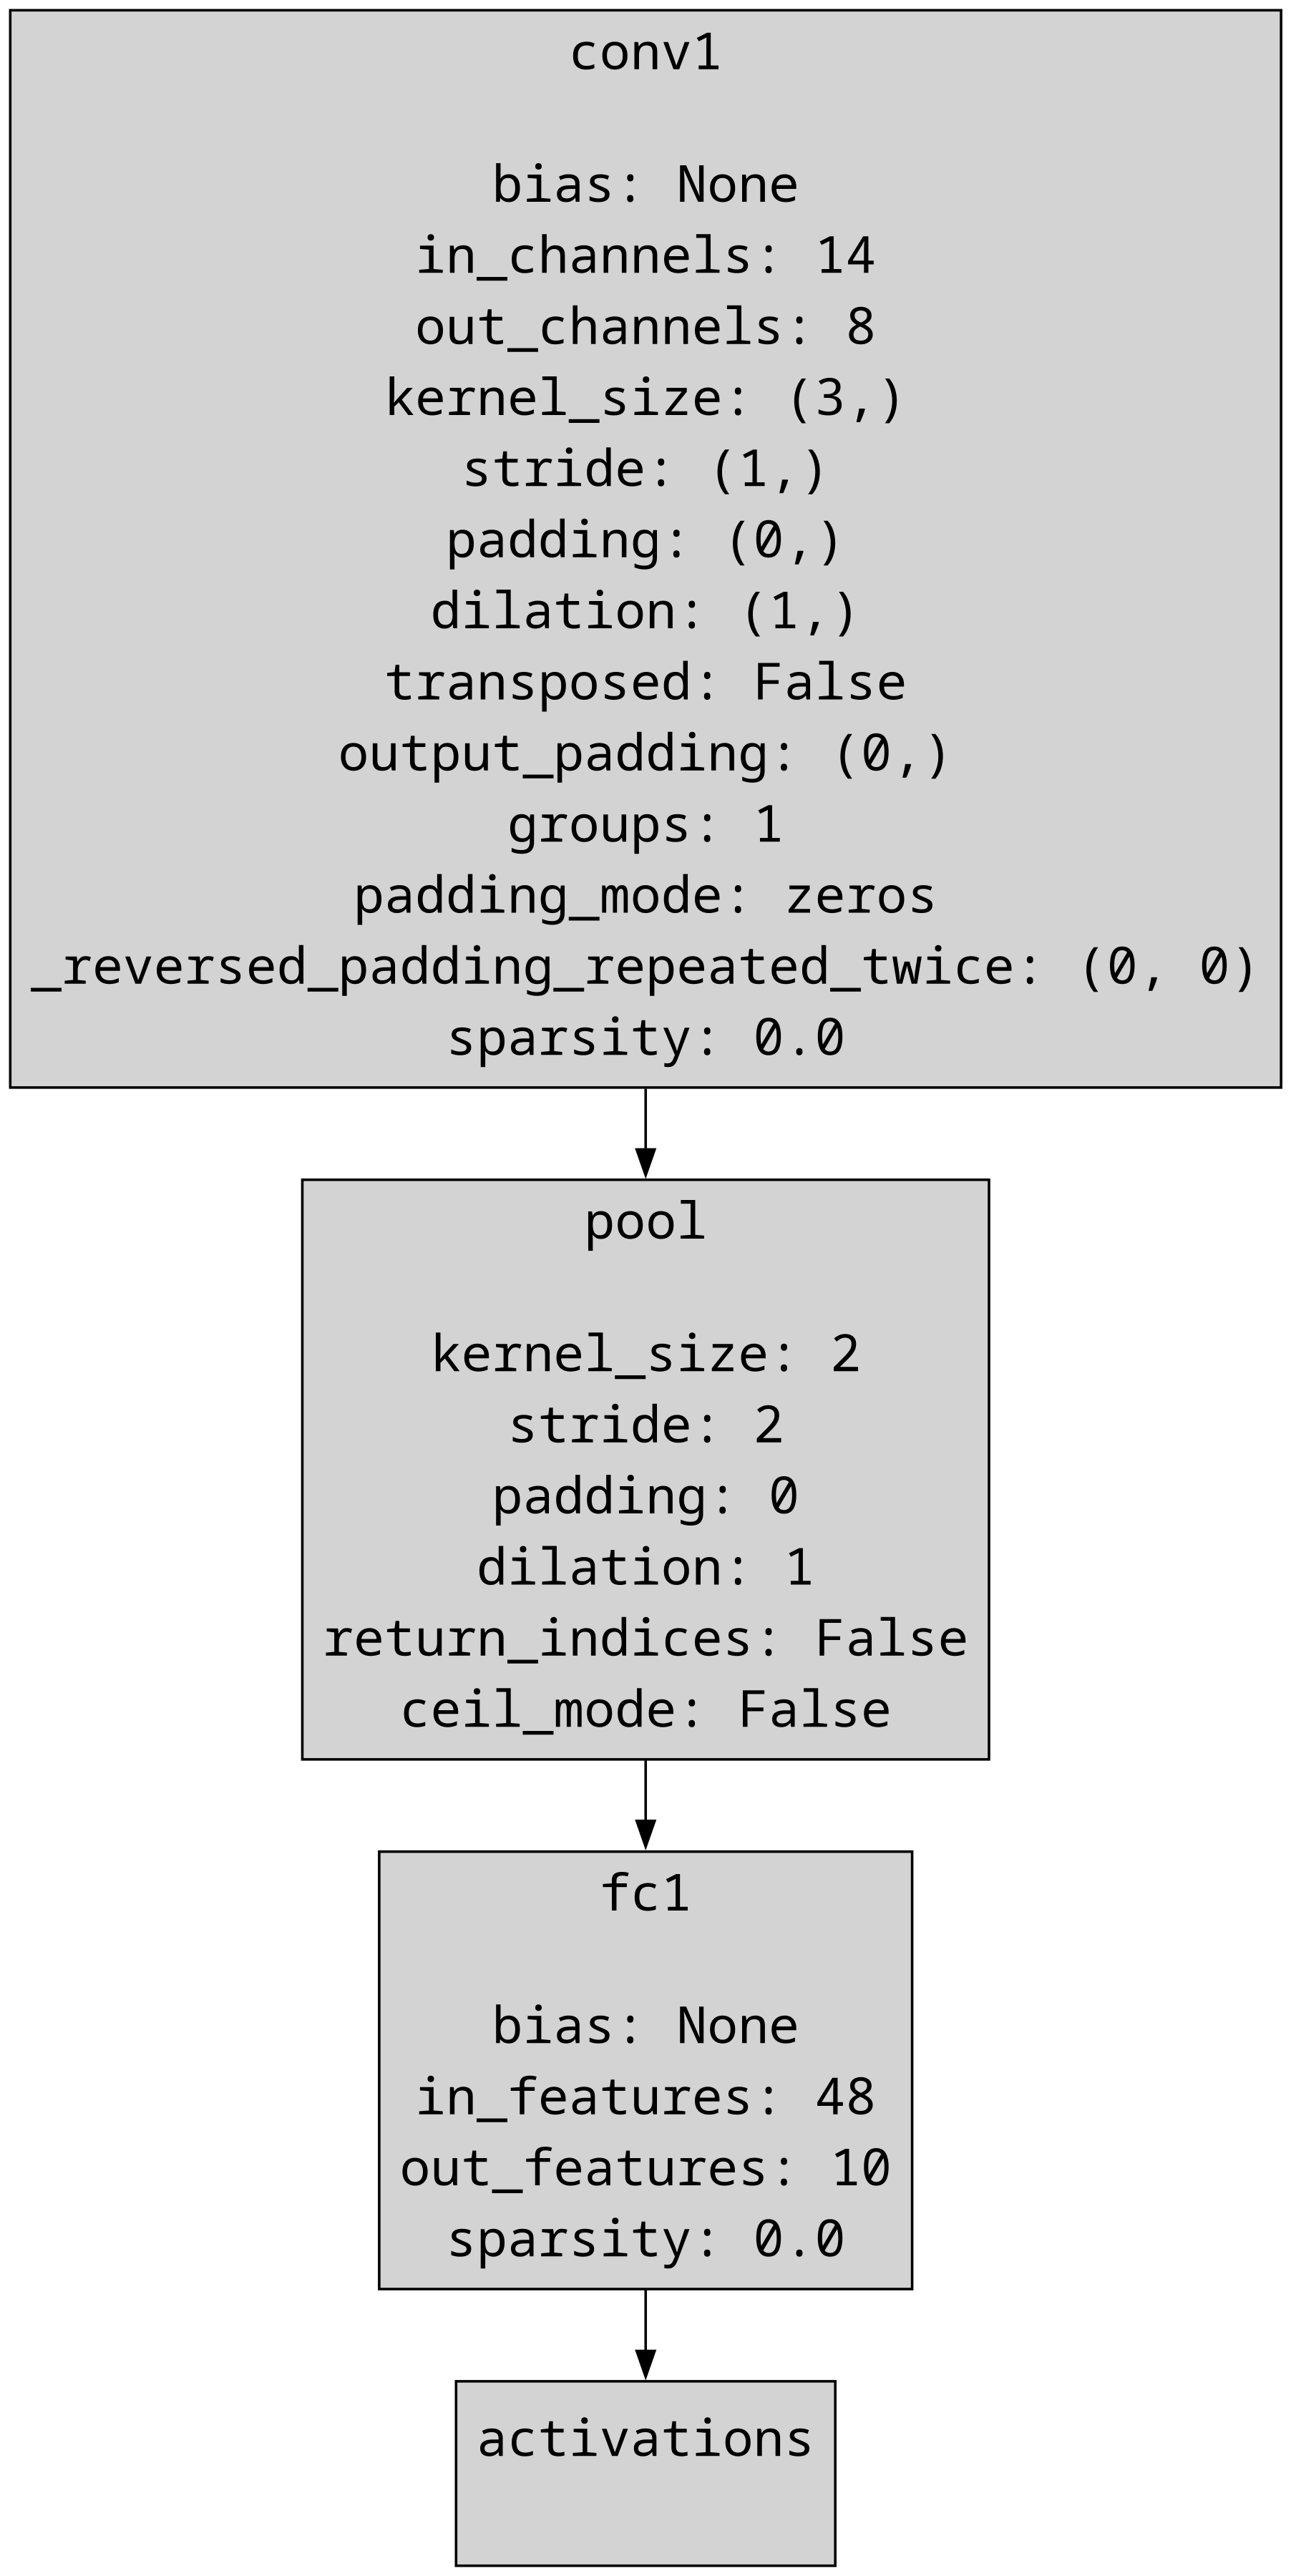 conv1
bias: None
in_channels: 14
out_channels: 8
kernel_size: (3,)
stride: (1,)
padding: (0,)
dilation: (1,)
transposed: False
output_padding: (0,)
groups: 1
padding_mode: zeros
_reversed_padding_repeated_twice: (0, 0)
sparsity: 0.0
pool
kernel_size: 2
stride: 2
padding: 0
dilation: 1
return_indices: False
ceil_mode: False
fc1
bias: None
in_features: 48
out_features: 10
sparsity: 0.0
activations